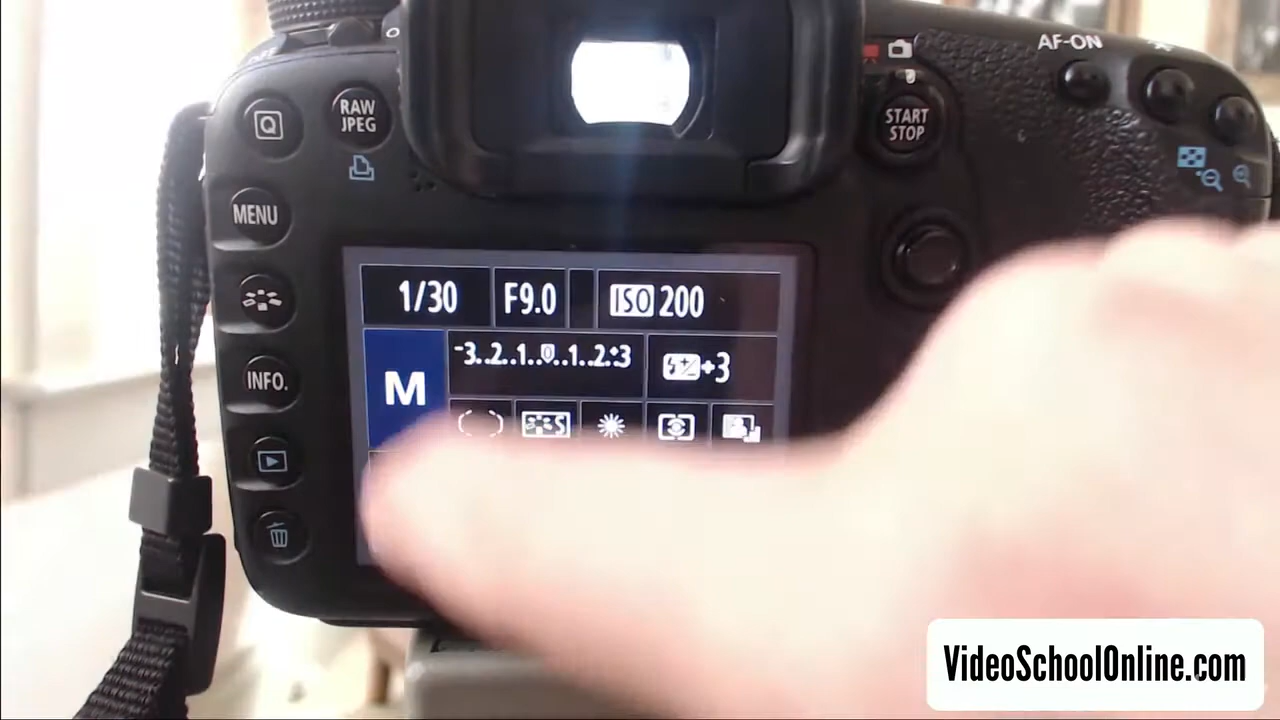 AF-ON
RAW
JPEG
START
STOP
Q
MENU
INFO.
1/30
F9.0
ISO 200
-3..2..1..0..1..2.+3
+3
M
S
VideoSchoolOnline.com